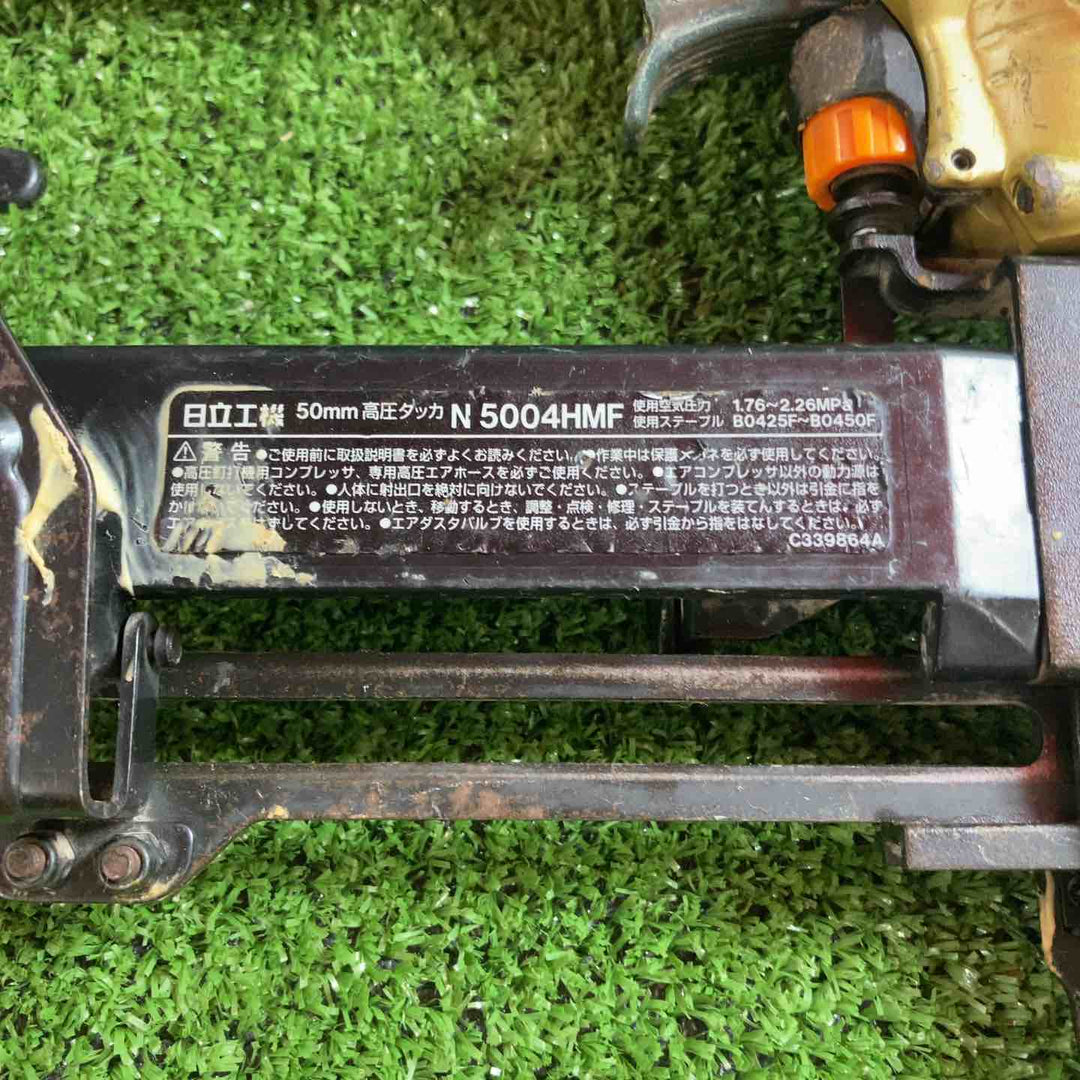 日立工機 50mm 高圧タッカ N 5004HMF 使用空気圧力 1.76~2.26MPa
使用ステープル B0425F~B0450F
⚠警告 ●ご使用前に取扱説明書を必ずよくお読みください。●作業中は保護メガネを必ず使用してください。
●高圧釘打機用コンプレッサ、専用高圧エアホースを必ずご使用ください。●エアコンプレッサ以外の動力源は
使用しないでください。●人体に射出口を絶対に向けないでください。●ステープルを打つとき以外は引金に指を
かけないでください。●使用しないとき、移動するとき、調整・点検・修理・ステープルを装てんするときは、必ず
エアホースをはずしてください。●エアダスタバルブを使用するときは、必ず引金から指をはなしてください。
C339864A